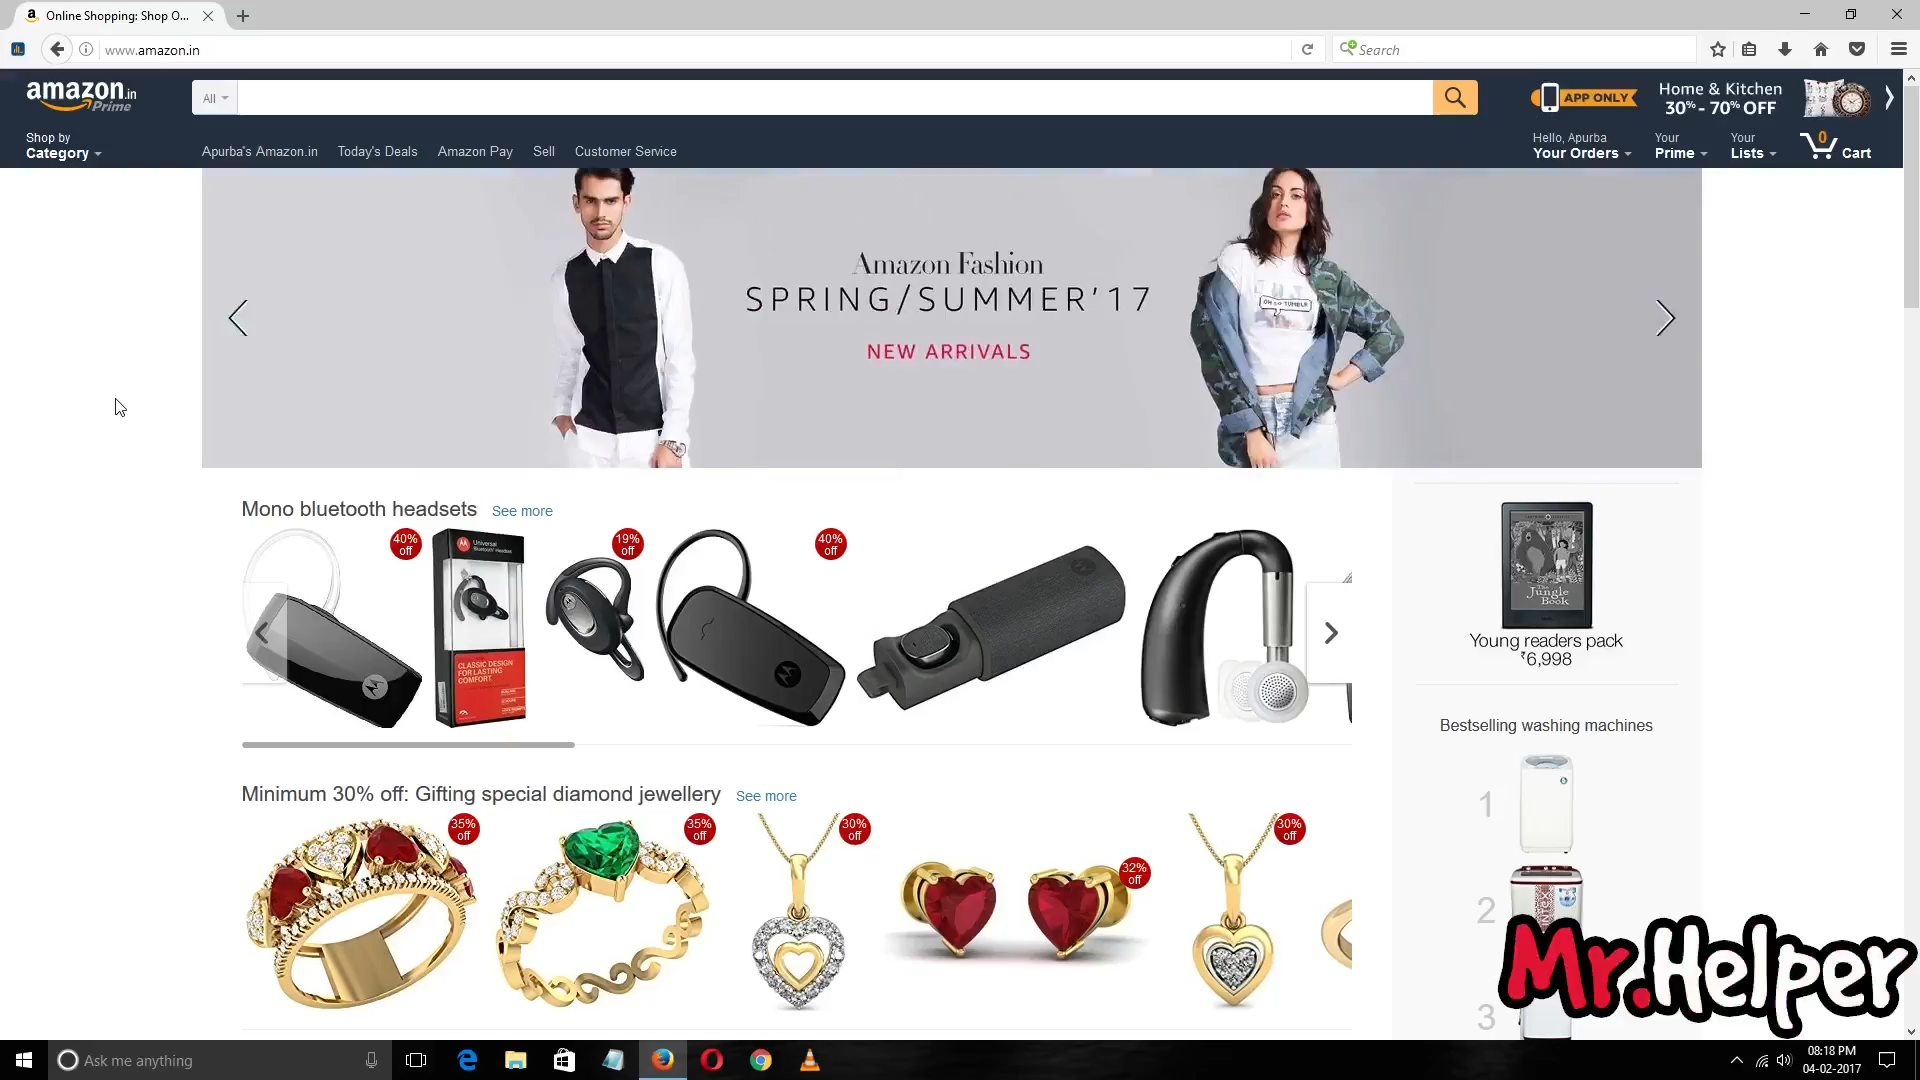 Online Shopping: Shop O...
www.amazon.in
Search
amazon.in
Prime
All
APP ONLY
Home & Kitchen
30% - 70% OFF
Shop by
Category
Apurba's Amazon.in
Today's Deals
Amazon Pay
Sell
Customer Service
Hello, Apurba
Your Orders
Your
Prime
Your
Lists
0
Cart
Amazon Fashion
SPRING/SUMMER'17
NEW ARRIVALS
OH SO TUMBLR
Mono bluetooth headsets See more
40%
off
Universal
Bluetooth Headset
CLASSIC DESIGN
FOR LASTING
COMFORT.
19%
off
40%
off
The
Jungle
Book
Young readers pack
₹6,998
Bestselling washing machines
1
2
3
Minimum 30% off: Gifting special diamond jewellery See more
35%
off
35%
off
30%
off
32%
off
30%
off
Mr.Helper
Ask me anything
08:18 PM
04-02-2017